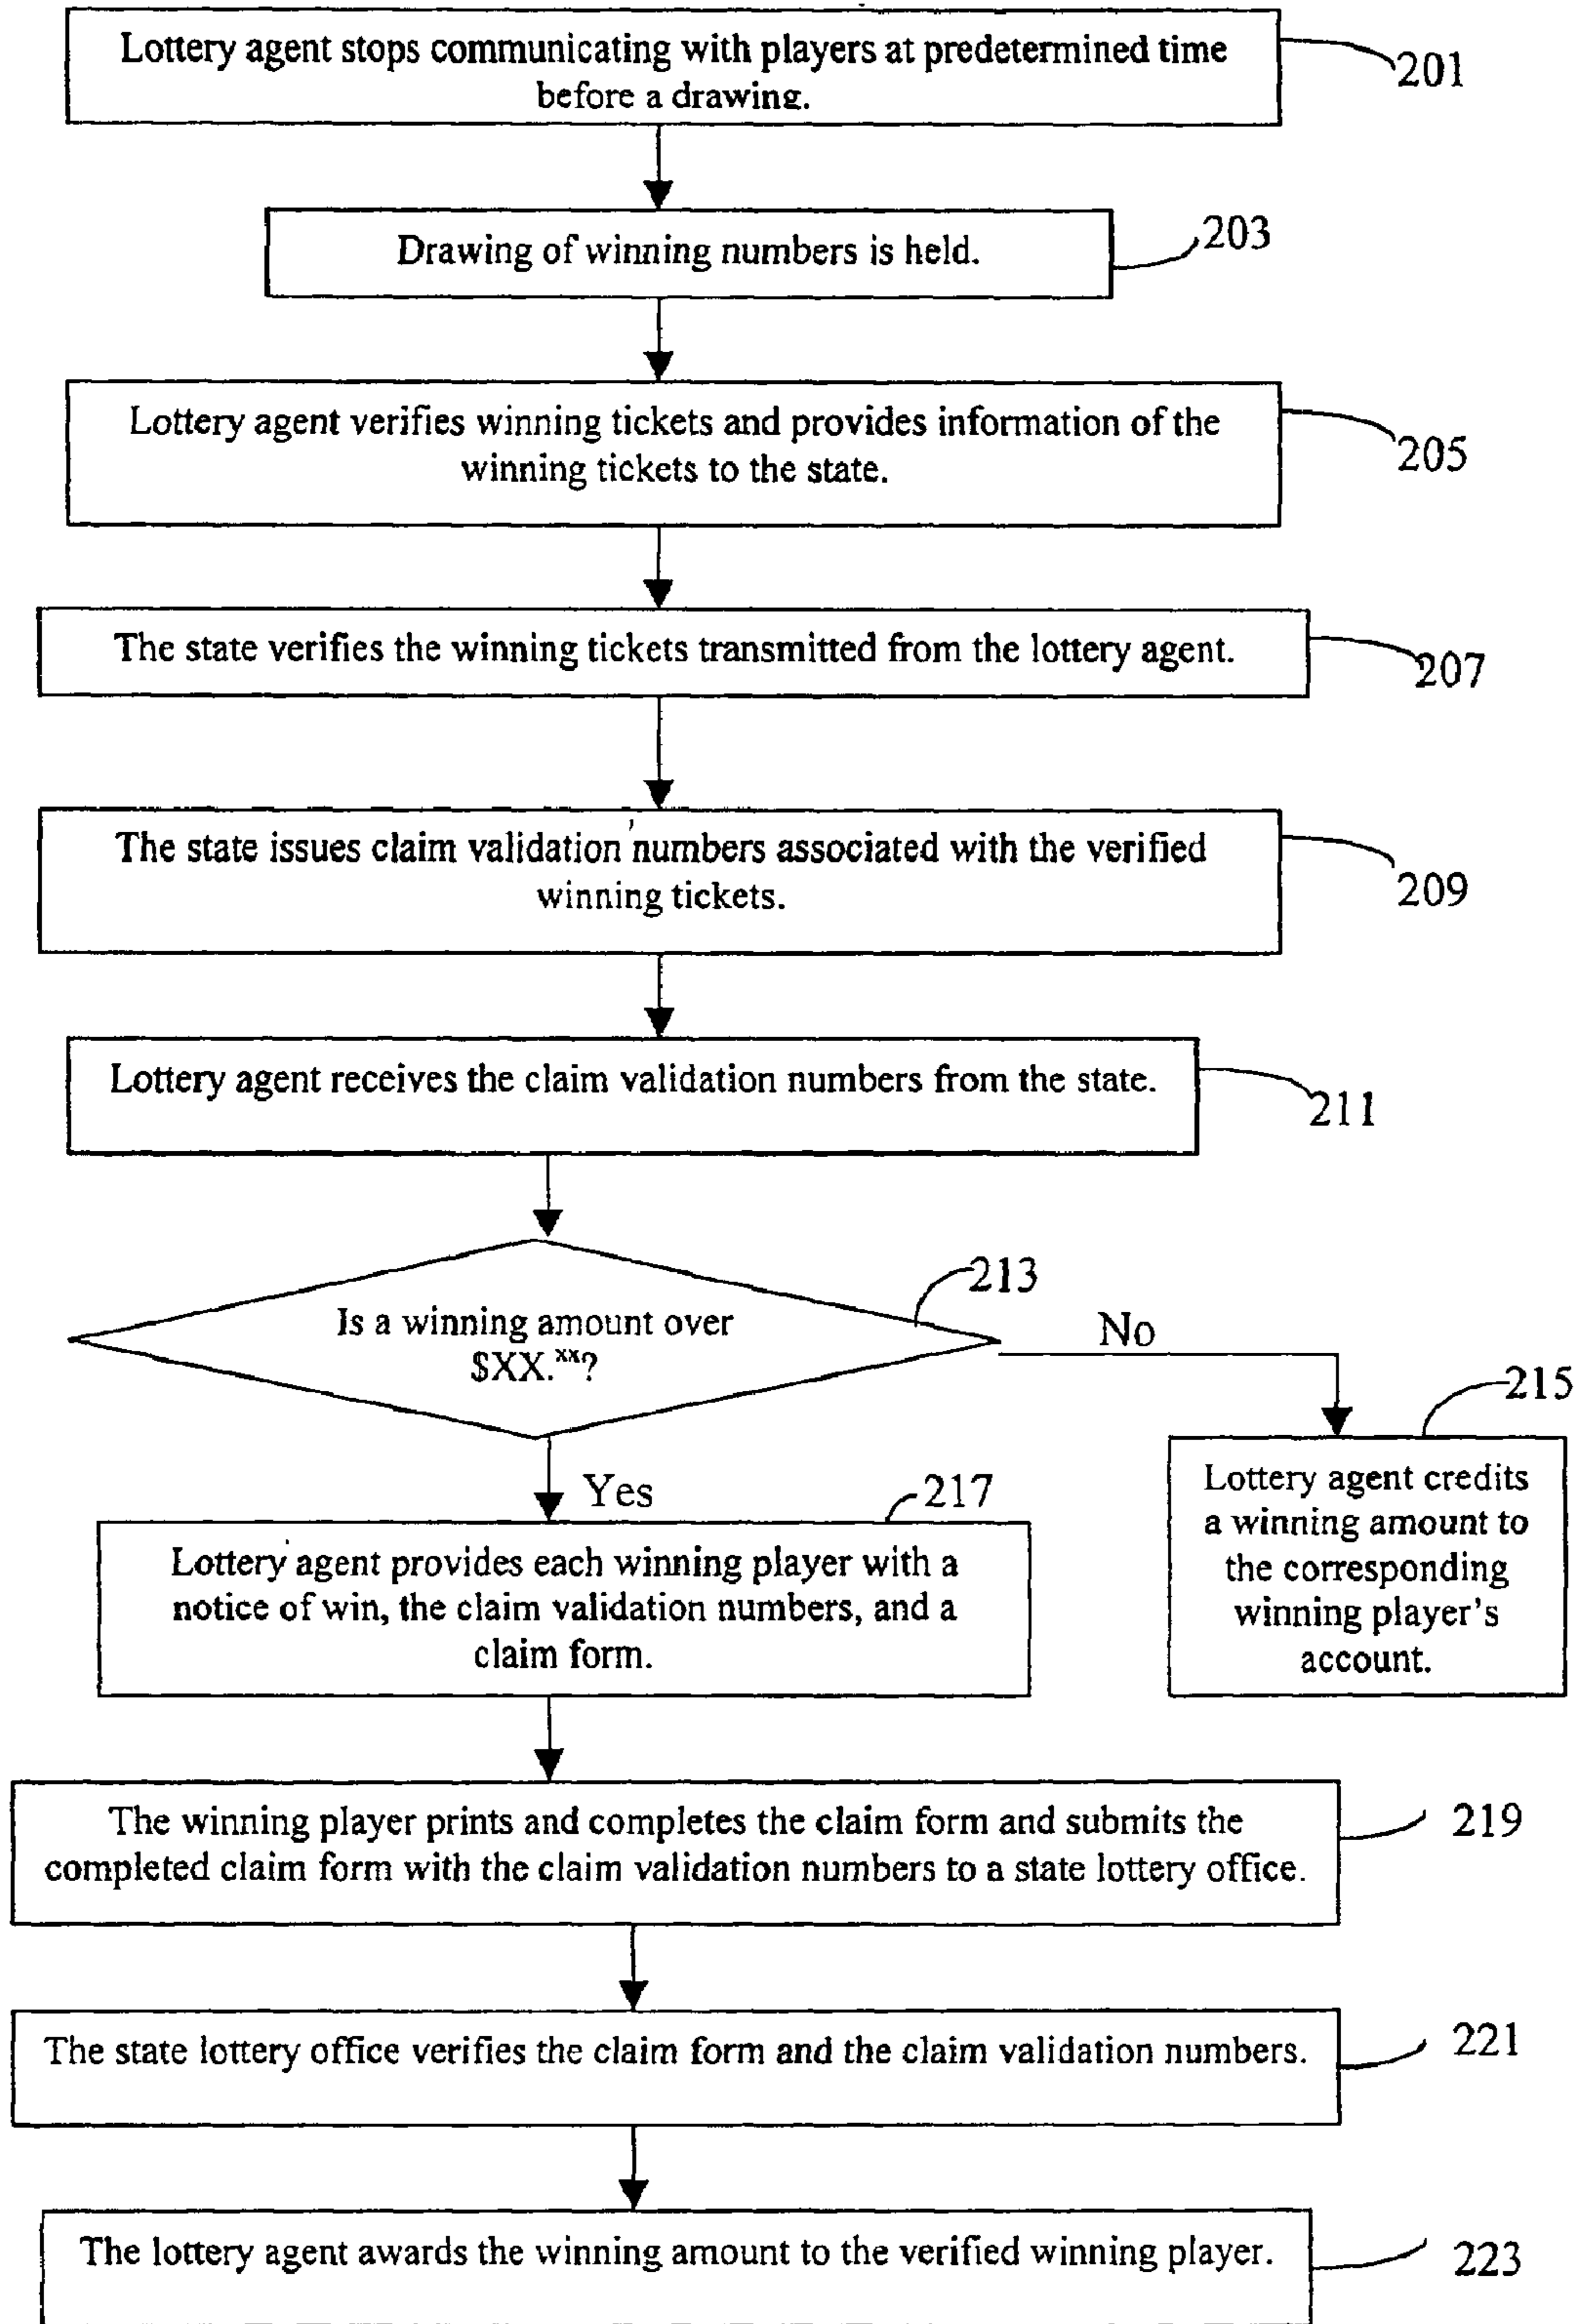 Lottery agent stops communicating with players at predetermined time
before a drawing.
201
Drawing of winning numbers is held.
203
Lottery agent verifies winning tickets and provides information of the
winning tickets to the state.
205
The state verifies the winning tickets transmitted from the lottery agent.
207
The state issues claim validation numbers associated with the verified
winning tickets.
209
Lottery agent receives the claim validation numbers from the state.
211
213
Is a winning amount over
$XX.xx?
No
215
Lottery agent credits
a winning amount to
the corresponding
winning player's
account.
Yes
217
Lottery agent provides each winning player with a
notice of win, the claim validation numbers, and a
claim form.
The winning player prints and completes the claim form and submits the
completed claim form with the claim validation numbers to a state lottery office.
219
The state lottery office verifies the claim form and the claim validation numbers.
221
The lottery agent awards the winning amount to the verified winning player.
223